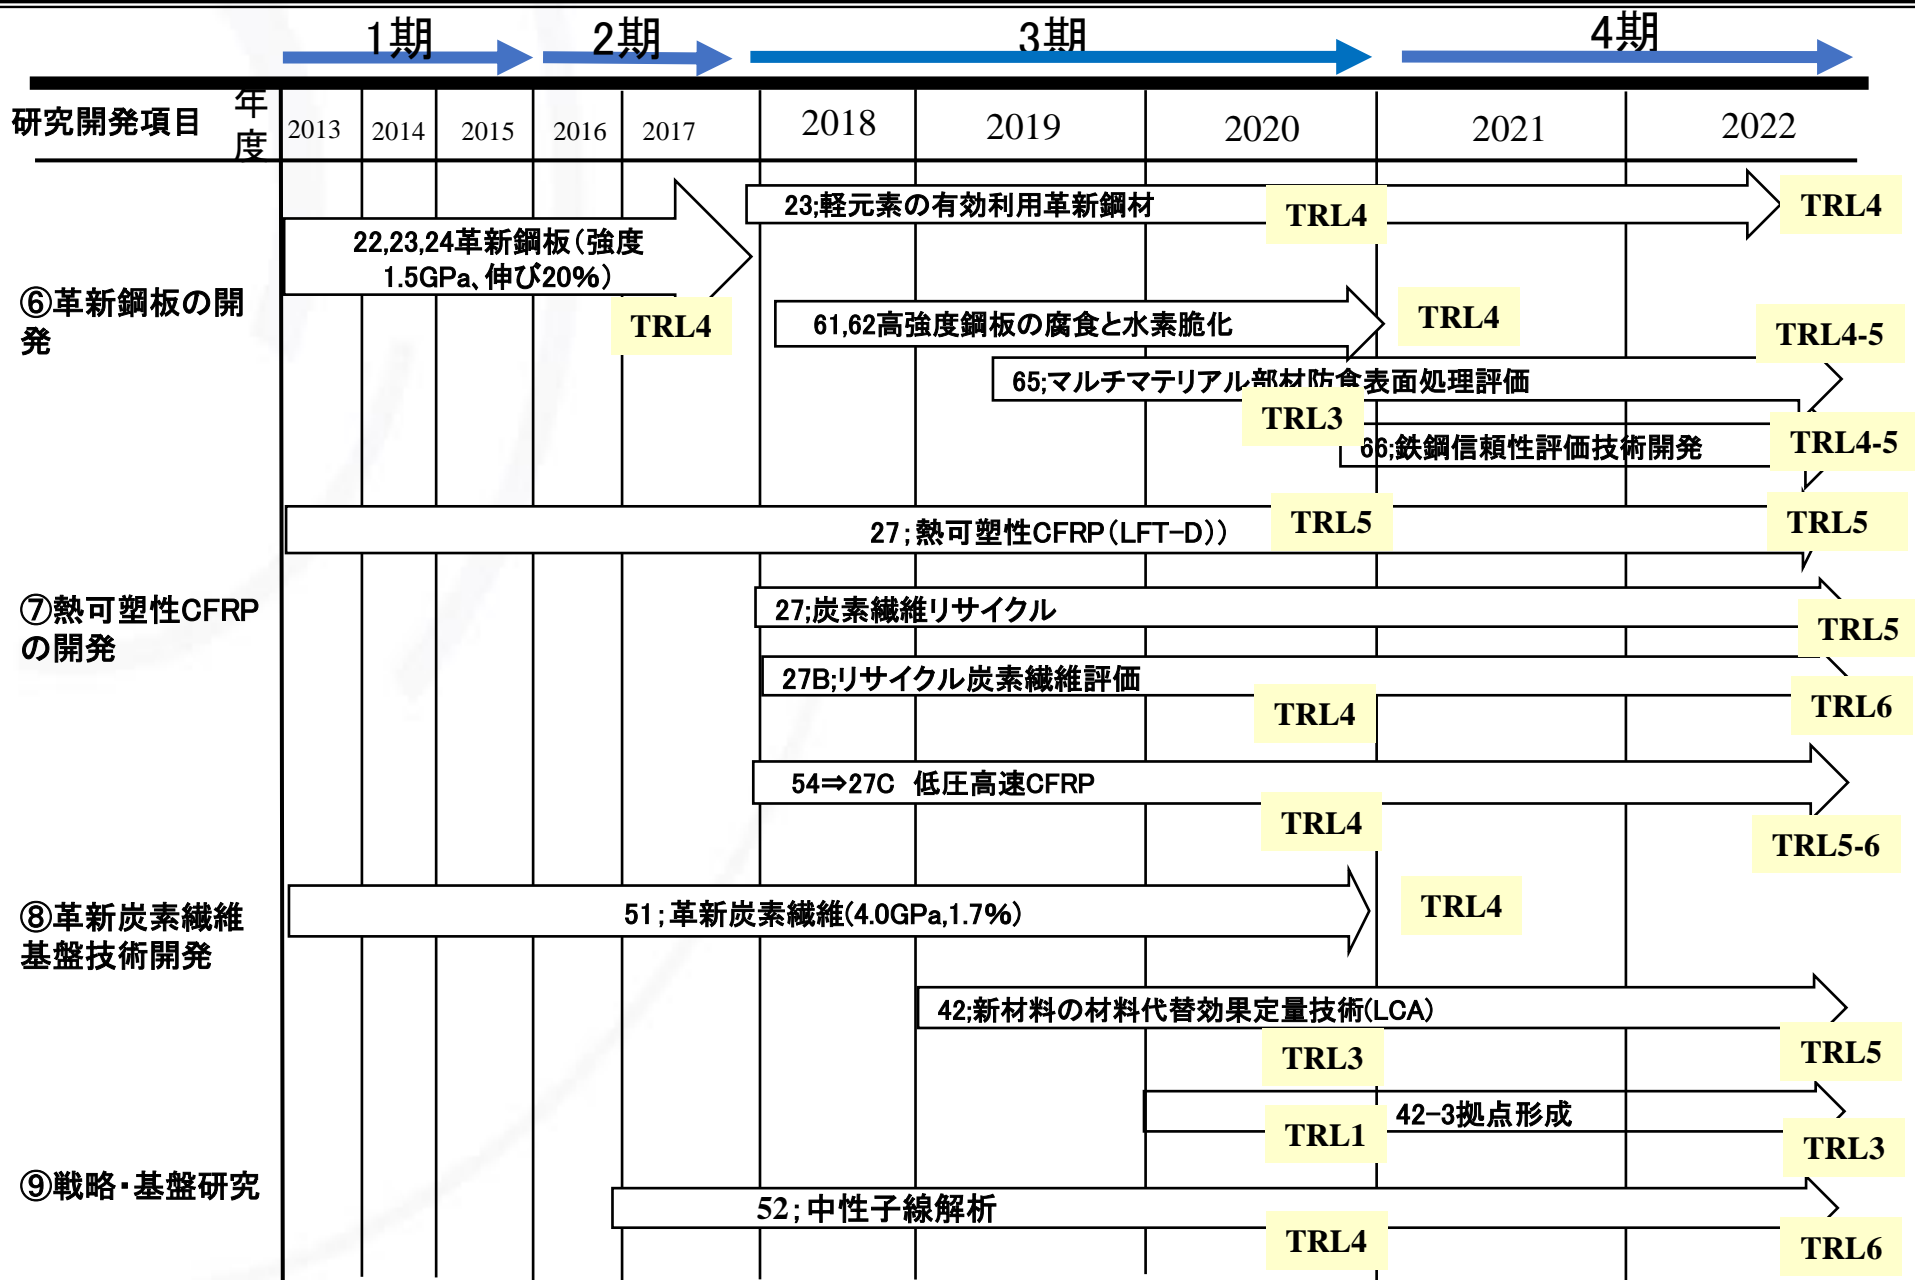 1期 2期 3期 4期
研究開発項目 年度 2013 2014 2015 2016 2017 2018 2019 2020 2021 2022
⑥革新鋼板の開
発
22,23,24革新鋼板（強度
1.5GPa、伸び20%）
TRL4
23;軽元素の有効利用革新鋼材
TRL4
TRL4
61,62高強度鋼板の腐食と水素脆化
TRL4
65;マルチマテリアル部材防食表面処理評価
TRL3
TRL4-5
66;鉄鋼信頼性評価技術開発
TRL4-5
⑦熱可塑性CFRP
の開発
27;熱可塑性CFRP（LFT-D））
TRL5
TRL5
27;炭素繊維リサイクル
TRL5
27B;リサイクル炭素繊維評価
TRL4
TRL6
54⇒27C 低圧高速CFRP
TRL4
TRL5-6
⑧革新炭素繊維
基盤技術開発
51;革新炭素繊維(4.0GPa,1.7%)
TRL4
42;新材料の材料代替効果定量技術(LCA)
TRL3
TRL5
42-3拠点形成
TRL1
TRL3
⑨戦略・基盤研究
52;中性子線解析
TRL4
TRL6